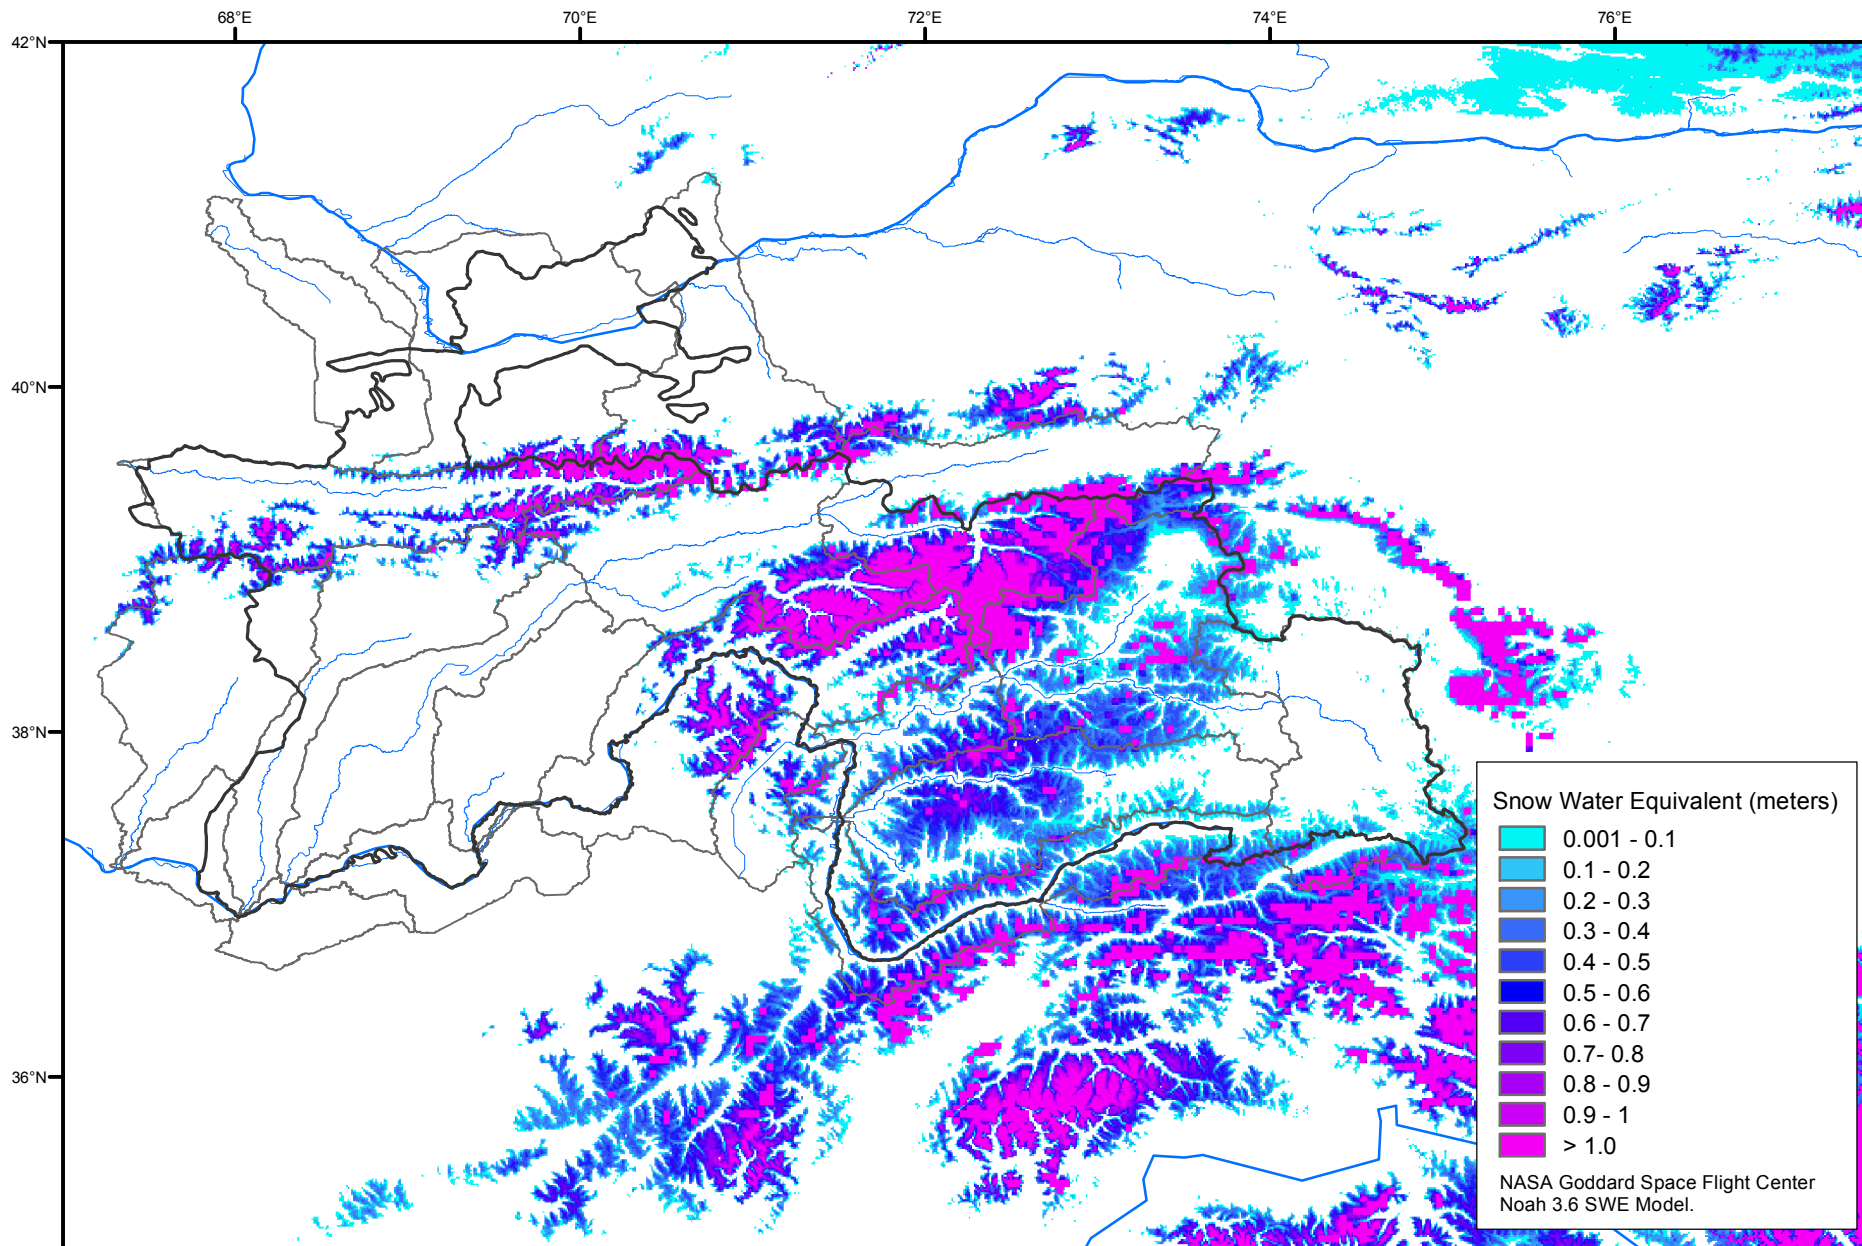 68°E
70°E
72°E
74°E
76°E
42°N
40°N
38°N
36°N
Snow Water Equivalent (meters)
0.001 - 0.1
0.1 - 0.2
0.2 - 0.3
0.3 - 0.4
0.4 - 0.5
0.5 - 0.6
0.6 - 0.7
0.7- 0.8
0.8 - 0.9
0.9 - 1
> 1.0
NASA Goddard Space Flight Center
Noah 3.6 SWE Model.